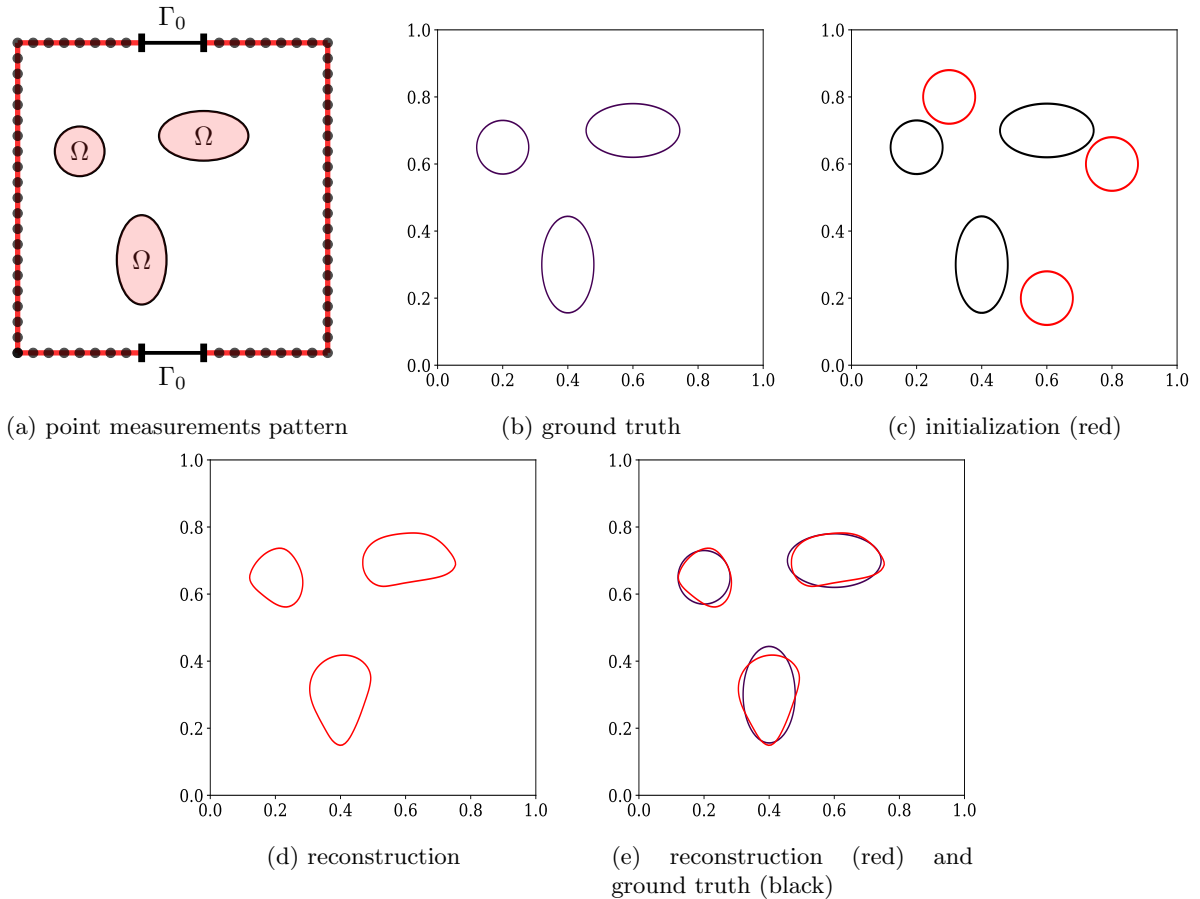 Γ₀
Ω
Ω
Ω
Γ₀
(a) point measurements pattern
1.0
0.8
0.6
0.4
0.2
0.0
0.0 0.2 0.4 0.6 0.8 1.0
(b) ground truth
1.0
0.8
0.6
0.4
0.2
0.0
0.0 0.2 0.4 0.6 0.8 1.0
(c) initialization (red)
1.0
0.8
0.6
0.4
0.2
0.0
0.0 0.2 0.4 0.6 0.8 1.0
(d) reconstruction
1.0
0.8
0.6
0.4
0.2
0.0
0.0 0.2 0.4 0.6 0.8 1.0
(e) reconstruction (red) and
ground truth (black)